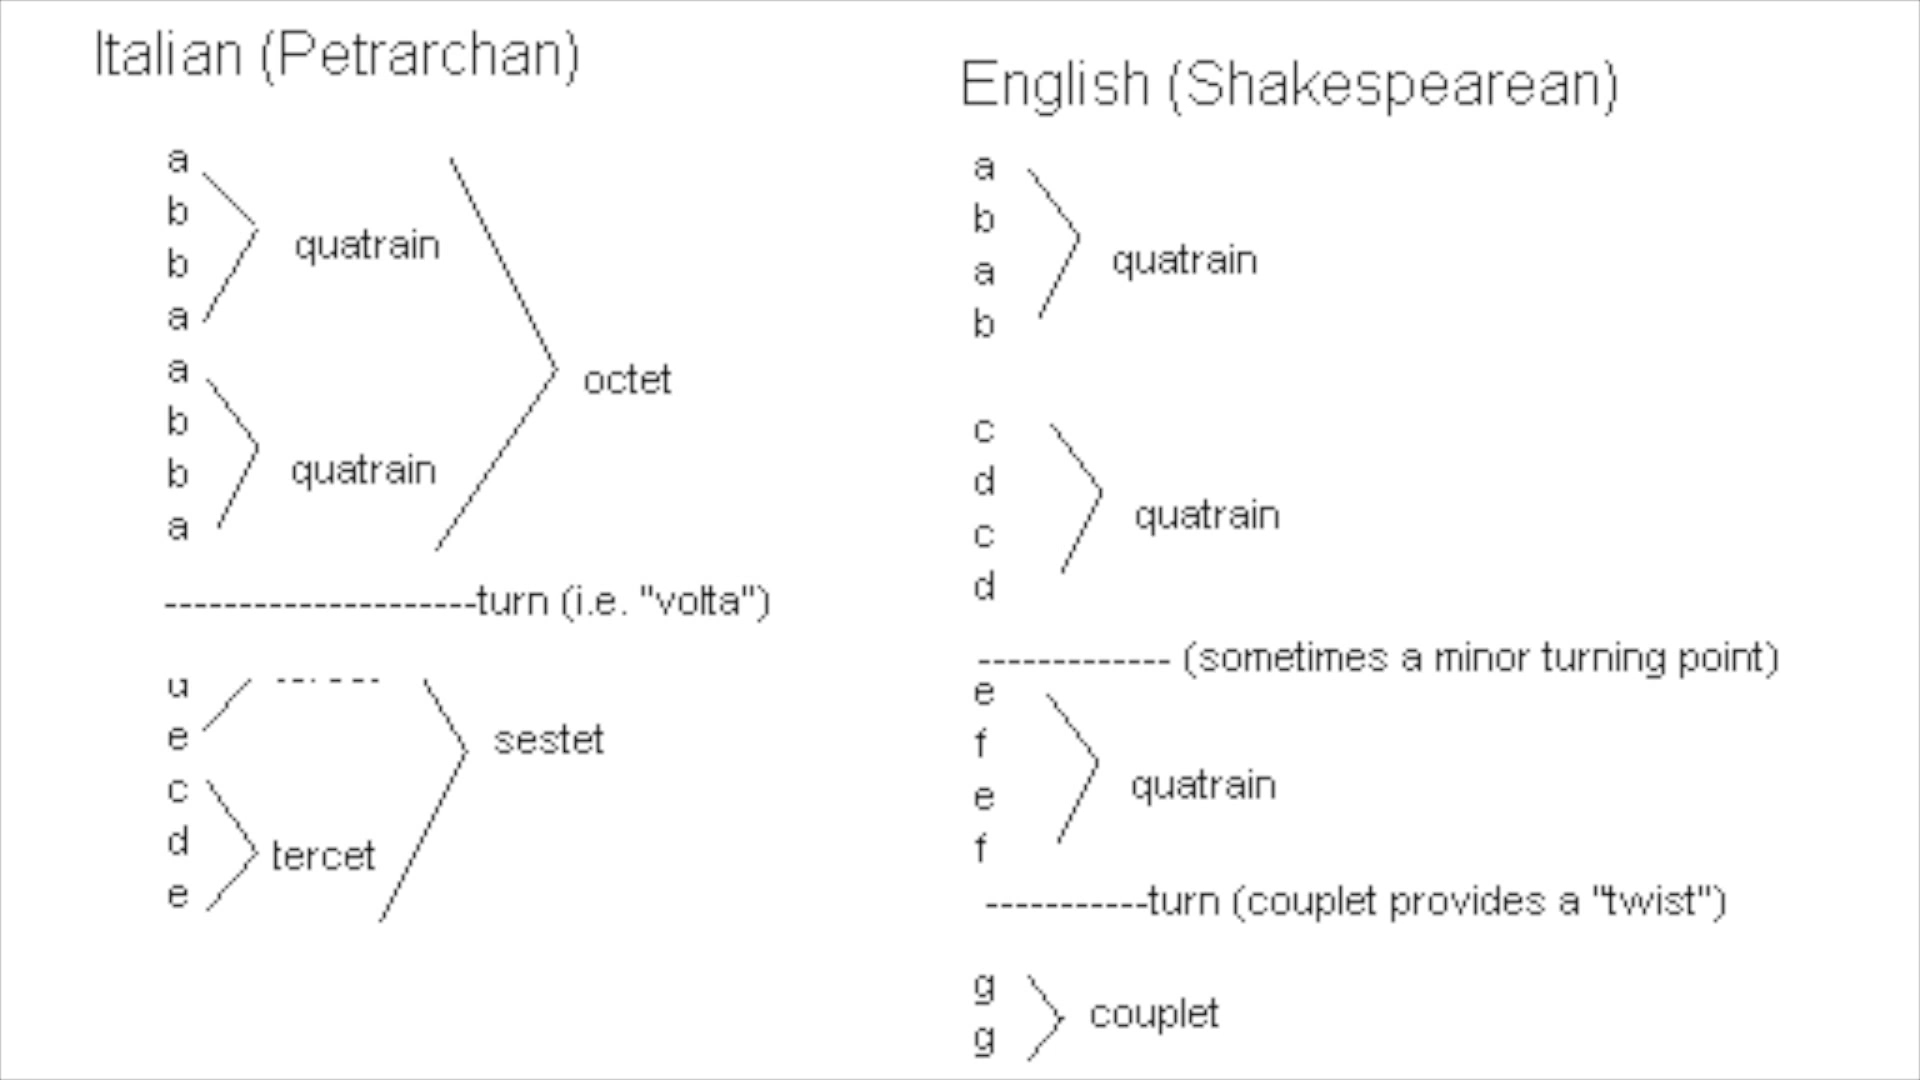 Italian (Petrarchan)
a
b
b
a
quatrain
a
b
b
a
quatrain
octet
---------------------turn (i.e. "volta")
e
c
d
e
tercet
sestet
English (Shakespearean)
a
b
a
b
quatrain
c
d
c
d
quatrain
------------- (sometimes a minor turning point)
e
f
e
f
quatrain
-----------turn (couplet provides a "twist")
g
g
couplet